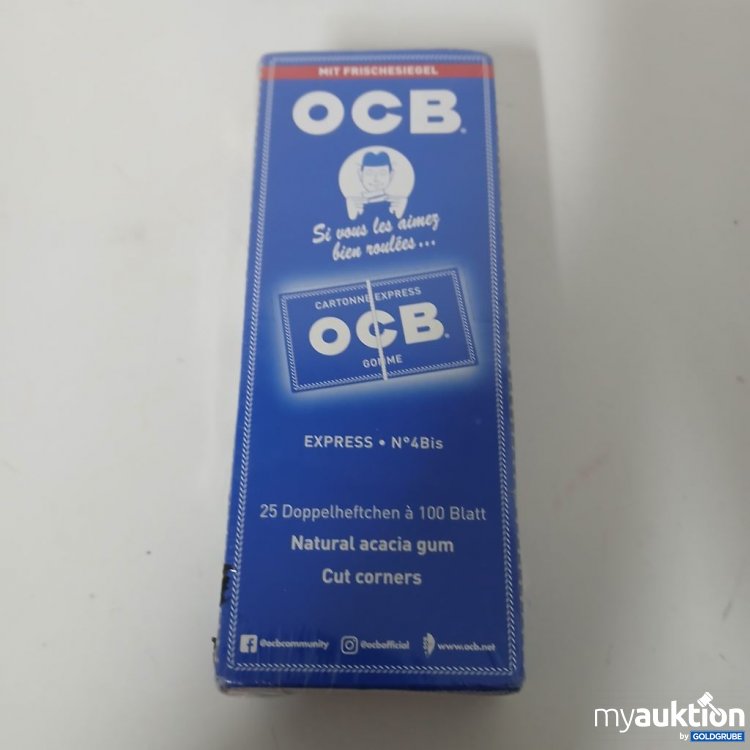 MIT FRISCHESIEGEL
OCB®
Si vous les aimez
bien roulées...
CARTONNÉ EXPRESS
OCB®
GOMME
EXPRESS • N°4Bis
25 Doppelheftchen à 100 Blatt
Natural acacia gum
Cut corners
@ocbcommunity @ocbofficial www.ocb.net
myauktion
by GOLDGRUBE